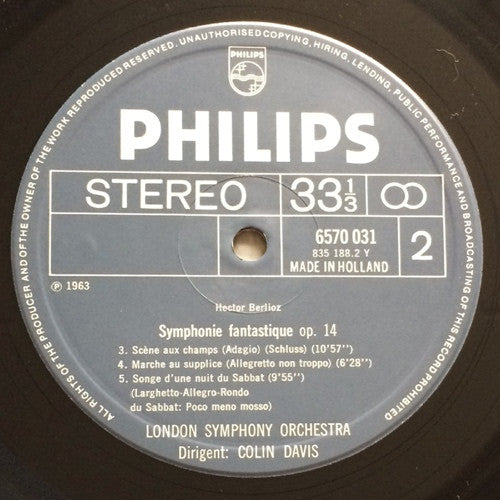 ALL RIGHTS OF THE PRODUCER AND OF THE OWNER OF THE WORK REPRODUCED RESERVED. UNAUTHORISED COPYING, HIRING, LENDING, PUBLIC PERFORMANCE AND BROADCASTING OF THIS RECORD PROHIBITED
PHILIPS
PHILIPS
STEREO 33 1/3
6570 031
835 188.2 Y
MADE IN HOLLAND
2
℗ 1963
Hector Berlioz
Symphonie fantastique op. 14
3. Scène aux champs (Adagio) (Schluss) (10'57'')
4. Marche au supplice (Allegretto non troppo) (6'28'')
5. Songe d'une nuit du Sabbat (9'55'')
(Larghetto-Allegro-Rondo
du Sabbat: Poco meno mosso)
LONDON SYMPHONY ORCHESTRA
Dirigent: COLIN DAVIS